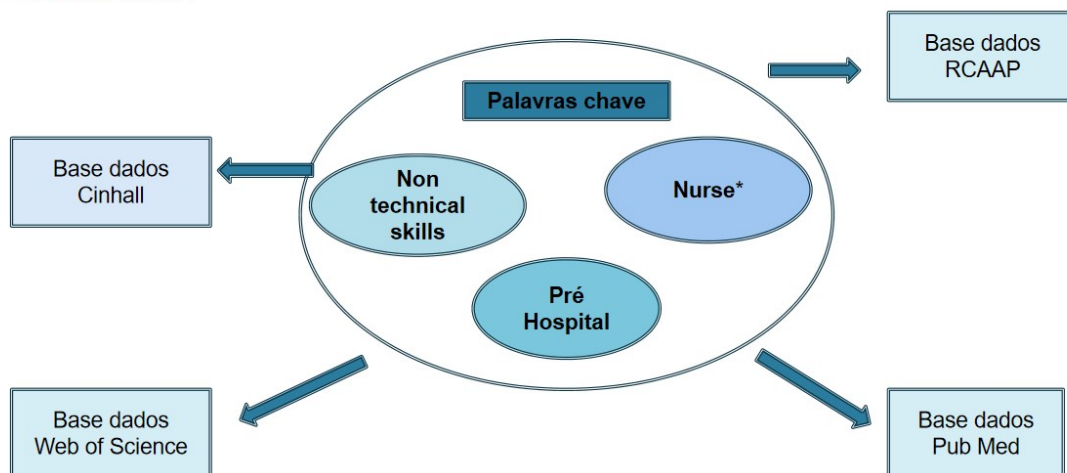 Base dados
RCAAP
Palavras chave
Base dados
Cinhall
Non
technical
skills
Nurse*
Pré
Hospital
Base dados
Web of Science
Base dados
Pub Med